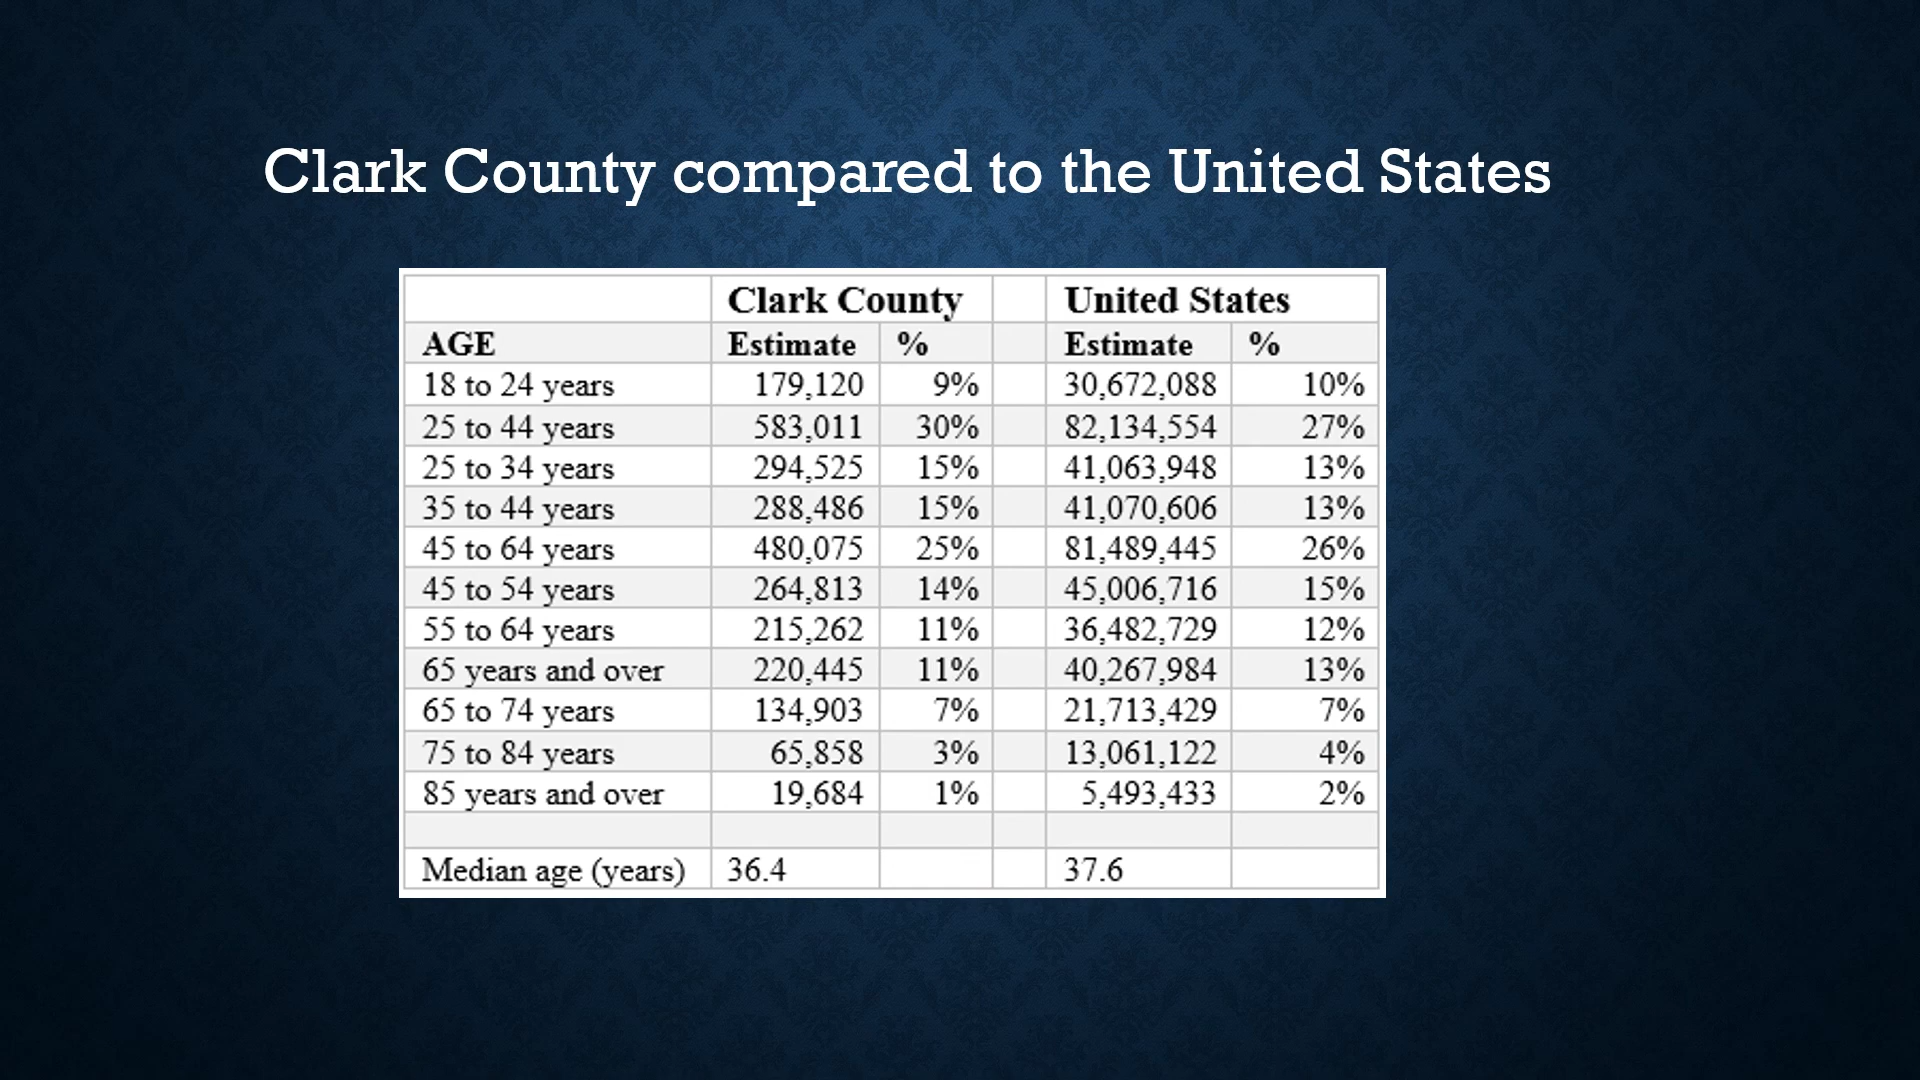 Clark County compared to the United States
Clark County United States
AGE Estimate % Estimate %
18 to 24 years 179,120 9% 30,672,088 10%
25 to 44 years 583,011 30% 82,134,554 27%
25 to 34 years 294,525 15% 41,063,948 13%
35 to 44 years 288,486 15% 41,070,606 13%
45 to 64 years 480,075 25% 81,489,445 26%
45 to 54 years 264,813 14% 45,006,716 15%
55 to 64 years 215,262 11% 36,482,729 12%
65 years and over 220,445 11% 40,267,984 13%
65 to 74 years 134,903 7% 21,713,429 7%
75 to 84 years 65,858 3% 13,061,122 4%
85 years and over 19,684 1% 5,493,433 2%
Median age (years) 36.4 37.6